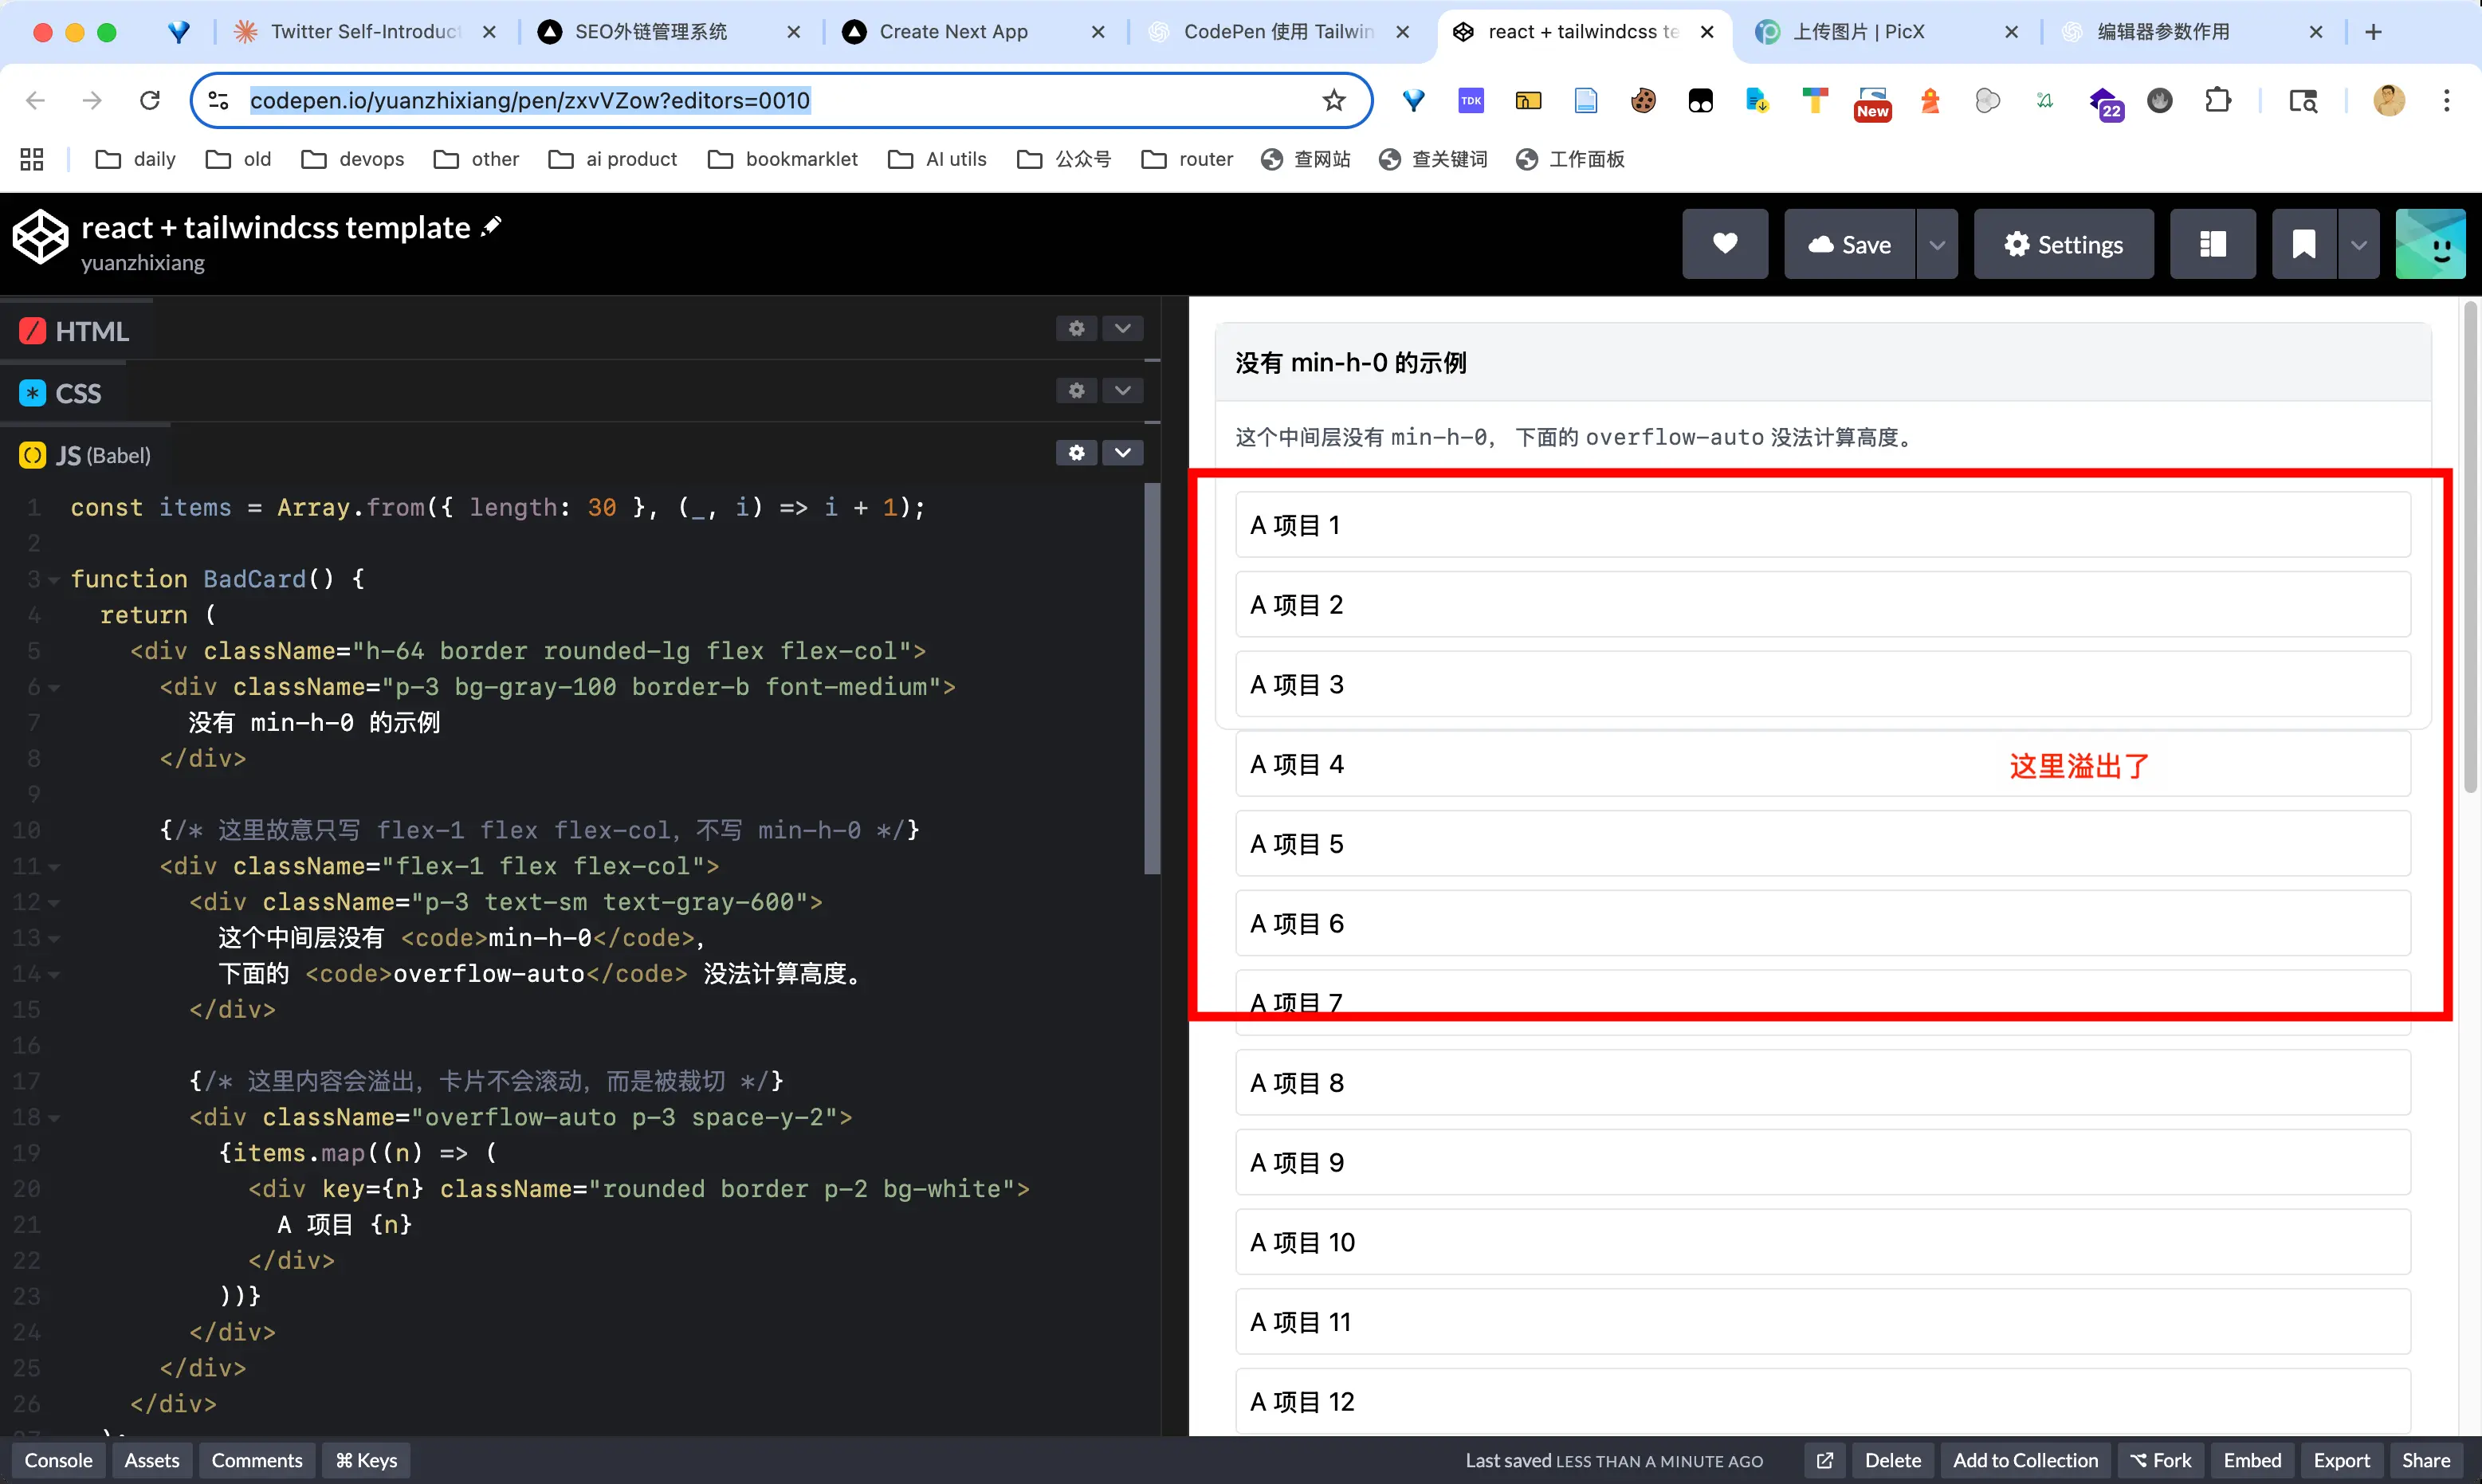 Twitter Self-Introduct
SEO外链管理系统
Create Next App
CodePen 使用 Tailwin
react + tailwindcss te
上传图片 | PicX
编辑器参数作用
codepen.io/yuanzhixiang/pen/zxvVZow?editors=0010
TDK
New
22
daily
old
devops
other
ai product
bookmarklet
AI utils
公众号
router
查网站
查关键词
工作面板
react + tailwindcss template
yuanzhixiang
Save
Settings
HTML
CSS
JS (Babel)
1 const items = Array.from({ length: 30 }, (_, i) => i + 1);
2
3 function BadCard() {
4 return (
5 <div className="h-64 border rounded-lg flex flex-col">
6 <div className="p-3 bg-gray-100 border-b font-medium">
7 没有 min-h-0 的示例
8 </div>
9
10 {/* 这里故意只写 flex-1 flex flex-col，不写 min-h-0 */}
11 <div className="flex-1 flex flex-col">
12 <div className="p-3 text-sm text-gray-600">
13 这个中间层没有 <code>min-h-0</code>，
14 下面的 <code>overflow-auto</code> 没法计算高度。
15 </div>
16
17 {/* 这里内容会溢出，卡片不会滚动，而是被裁切 */}
18 <div className="overflow-auto p-3 space-y-2">
19 {items.map((n) => (
20 <div key={n} className="rounded border p-2 bg-white">
21 A 项目 {n}
22 </div>
23 ))}
24 </div>
25 </div>
26 </div>
没有 min-h-0 的示例
这个中间层没有 min-h-0， 下面的 overflow-auto 没法计算高度。
A 项目 1
A 项目 2
A 项目 3
A 项目 4
这里溢出了
A 项目 5
A 项目 6
A 项目 7
A 项目 8
A 项目 9
A 项目 10
A 项目 11
A 项目 12
Console
Assets
Comments
⌘ Keys
Last saved LESS THAN A MINUTE AGO
Delete
Add to Collection
Fork
Embed
Export
Share